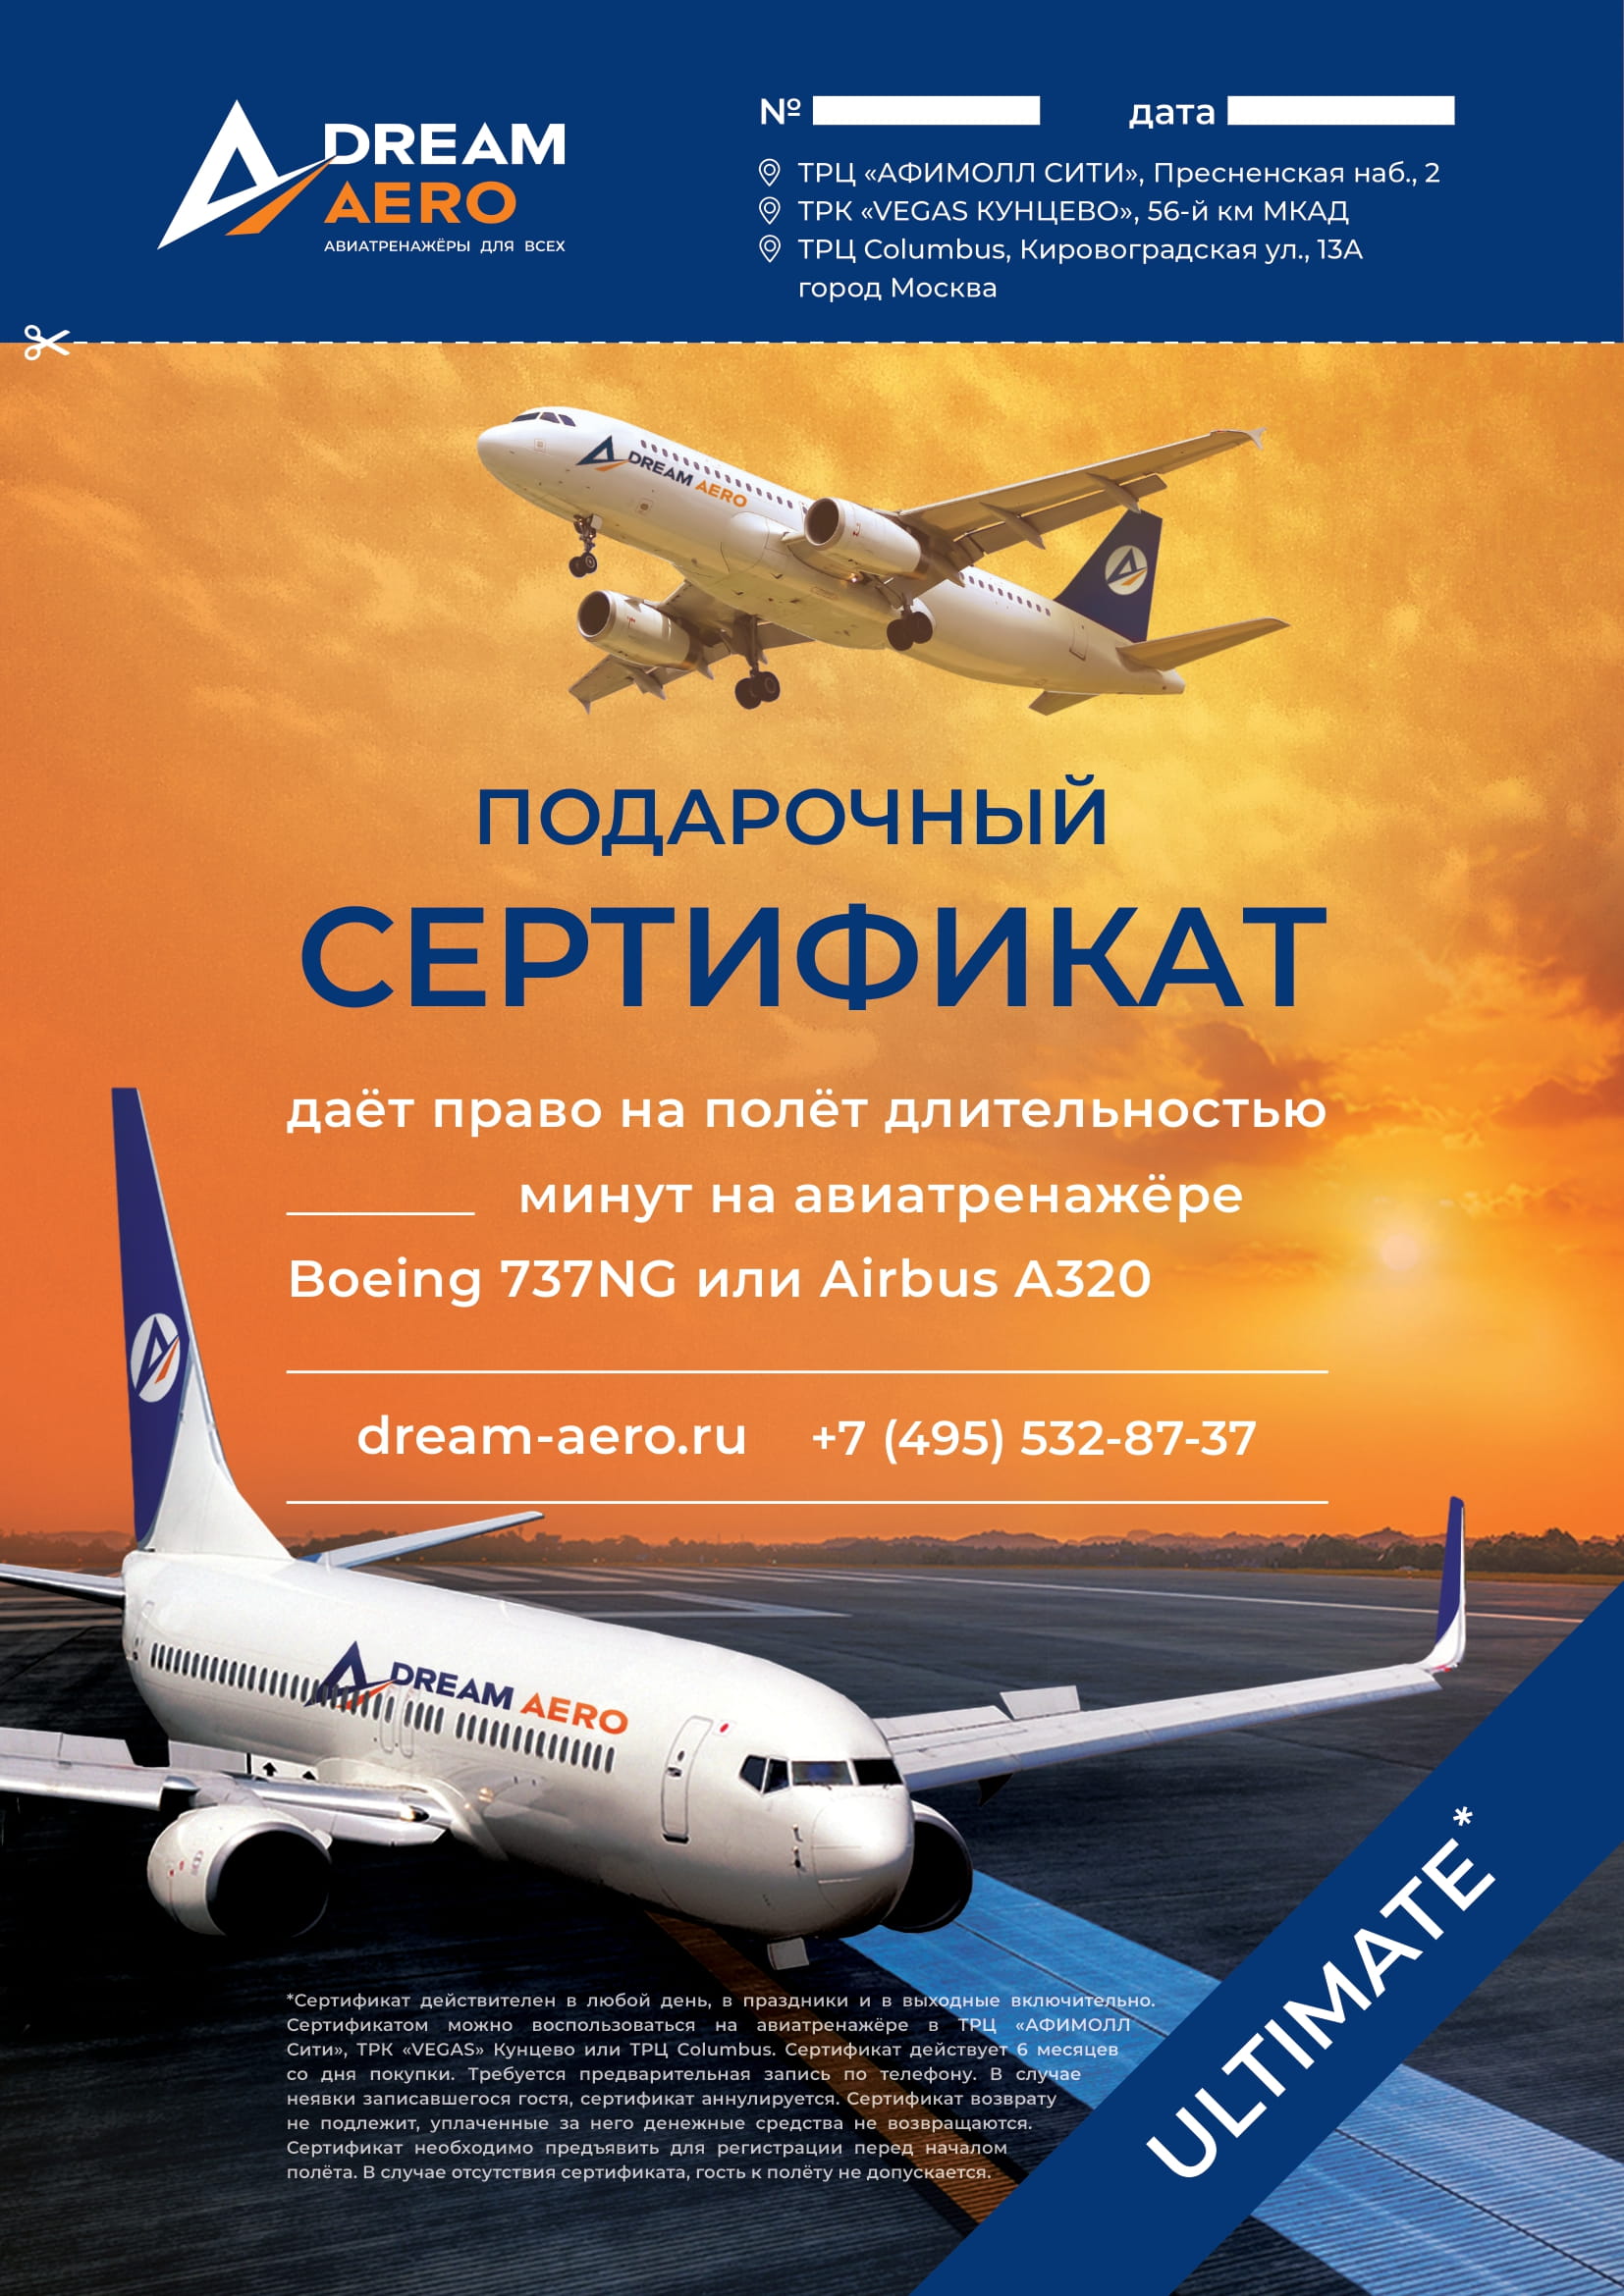 DREAM
AERO
АВИАТРЕНАЖЁРЫ ДЛЯ ВСЕХ
№
дата
ТРЦ «АФИМОЛЛ СИТИ», Пресненская наб., 2
ТРК «VEGAS КУНЦЕВО», 56-й км МКАД
ТРЦ Columbus, Кировоградская ул., 13А
город Москва
DREAM AERO
ПОДАРОЧНЫЙ
СЕРТИФИКАТ
даёт право на полёт длительностью
_______ минут на авиатренажёре
Boeing 737NG или Airbus A320
dream-aero.ru +7 (495) 532-87-37
DREAM AERO
*Сертификат действителен в любой день, в праздники и в выходные включительно.
Сертификатом можно воспользоваться на авиатренажёре в ТРЦ «АФИМОЛЛ
Сити», ТРК «VEGAS» Кунцево или ТРЦ Columbus. Сертификат действует 6 месяцев
со дня покупки. Требуется предварительная запись по телефону. В случае
неявки записавшегося гостя, сертификат аннулируется. Сертификат возврату
не подлежит, уплаченные за него денежные средства не возвращаются.
Сертификат необходимо предъявить для регистрации перед началом
полёта. В случае отсутствия сертификата, гость к полёту не допускается.
ULTIMATE*